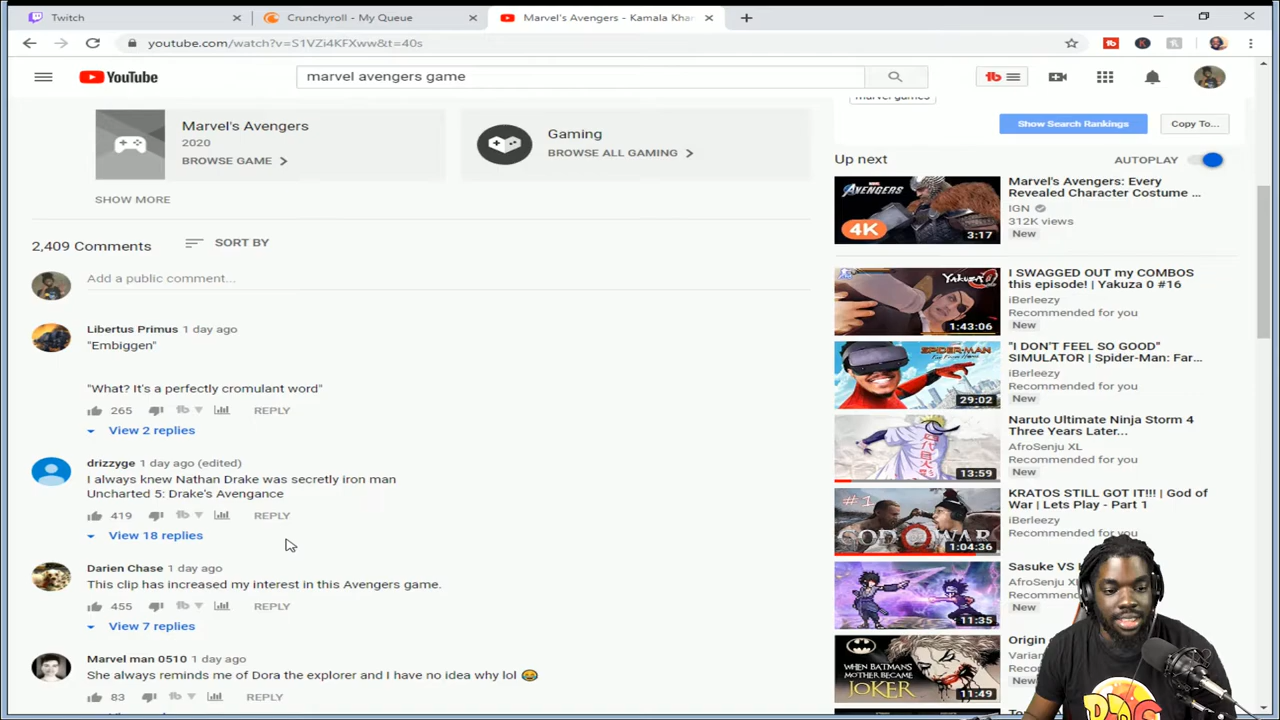 Twitch
Crunchyroll - My Queue
Marvel's Avengers - Kamala Khan
youtube.com/watch?v=S1VZi4KFXww&t=40s
YouTube
marvel avengers game
Marvel's Avengers
2020
BROWSE GAME
Gaming
BROWSE ALL GAMING
SHOW MORE
2,409 Comments
SORT BY
Add a public comment...
Libertus Primus 1 day ago
"Embiggen"
"What? It's a perfectly cromulant word"
265
REPLY
View 2 replies
drizzyge 1 day ago (edited)
I always knew Nathan Drake was secretly iron man
Uncharted 5: Drake's Avengance
419
REPLY
View 18 replies
Darien Chase 1 day ago
This clip has increased my interest in this Avengers game.
455
REPLY
View 7 replies
Marvel man 0510 1 day ago
She always reminds me of Dora the explorer and I have no idea why lol 😂
83
REPLY
marvel games
Show Search Rankings
Copy To...
Up next
AUTOPLAY
AVENGERS
4K
3:17
Marvel's Avengers: Every
Revealed Character Costume ...
IGN
312K views
New
1:43:06
I SWAGGED OUT my COMBOS
this episode! | Yakuza 0 #16
iBerleezy
Recommended for you
New
SPIDER-MAN
29:02
"I DON'T FEEL SO GOOD"
SIMULATOR | Spider-Man: Far...
iBerleezy
Recommended for you
New
13:59
Naruto Ultimate Ninja Storm 4
Three Years Later...
AfroSenju XL
Recommended for you
New
#1
GOD OF WAR
1:04:36
KRATOS STILL GOT IT!!! | God of
War | Lets Play - Part 1
iBerleezy
Recommended for you
11:35
Sasuke VS
AfroSenju
Recommen
New
WHEN BATMANS
MOTHER BECAME
JOKER
11:49
Origin
Varian
Recom
New